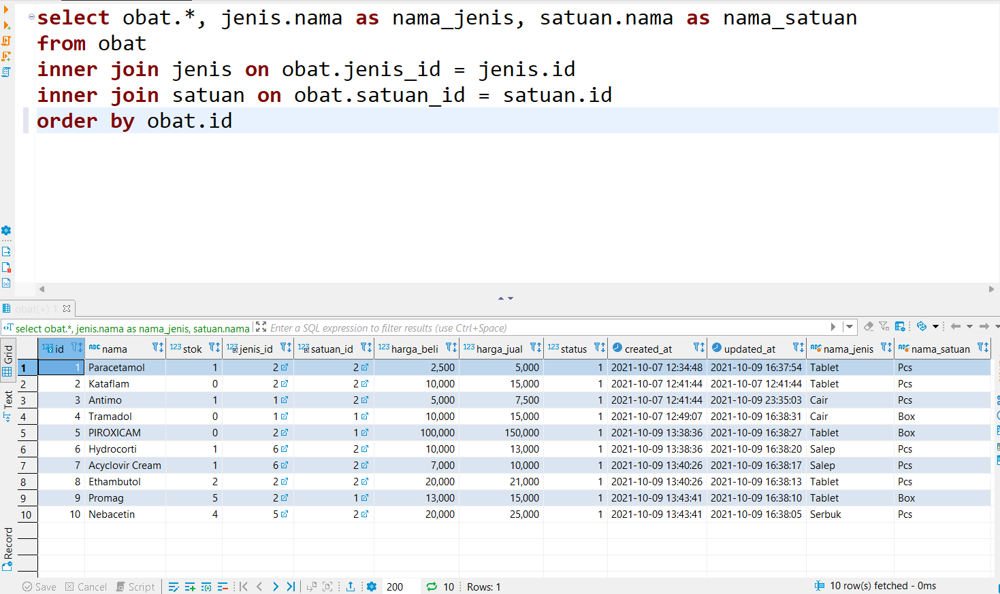 select obat.*, jenis.nama as nama_jenis, satuan.nama as nama_satuan
from obat
inner join jenis on obat.jenis_id = jenis.id
inner join satuan on obat.satuan_id = satuan.id
order by obat.id
obat(+) 1
select obat.*, jenis.nama as nama_jenis, satuan.nama Enter a SQL expression to filter results (use Ctrl+Space)
Grid
Text
Record
123 id ABC nama 123 stok 123 jenis_id 123 satuan_id 123 harga_beli 123 harga_jual 123 status created_at updated_at ABC nama_jenis ABC nama_satuan
1 1 Paracetamol 1 2 2 2,500 5,000 1 2021-10-07 12:34:48 2021-10-09 16:37:54 Tablet Pcs
2 2 Kataflam 0 2 2 10,000 15,000 1 2021-10-07 12:41:44 2021-10-07 12:41:44 Tablet Pcs
3 3 Antimo 1 1 2 5,000 7,500 1 2021-10-07 12:41:44 2021-10-09 23:35:03 Cair Pcs
4 4 Tramadol 0 1 1 10,000 15,000 1 2021-10-07 12:49:07 2021-10-09 16:38:31 Cair Box
5 5 PIROXICAM 0 2 1 100,000 150,000 1 2021-10-09 13:38:36 2021-10-09 16:38:27 Tablet Box
6 6 Hydrocorti 1 6 2 10,000 13,000 1 2021-10-09 13:38:36 2021-10-09 16:38:20 Salep Pcs
7 7 Acyclovir Cream 1 6 2 7,000 10,000 1 2021-10-09 13:40:26 2021-10-09 16:38:17 Salep Pcs
8 8 Ethambutol 2 2 2 20,000 21,000 1 2021-10-09 13:40:26 2021-10-09 16:38:13 Tablet Pcs
9 9 Promag 5 2 1 13,000 15,000 1 2021-10-09 13:43:41 2021-10-09 16:38:10 Tablet Box
10 10 Nebacetin 4 5 2 20,000 25,000 1 2021-10-09 13:43:41 2021-10-09 16:38:05 Serbuk Pcs
Save Cancel Script 200 10 Rows: 1 10 row(s) fetched - 0ms